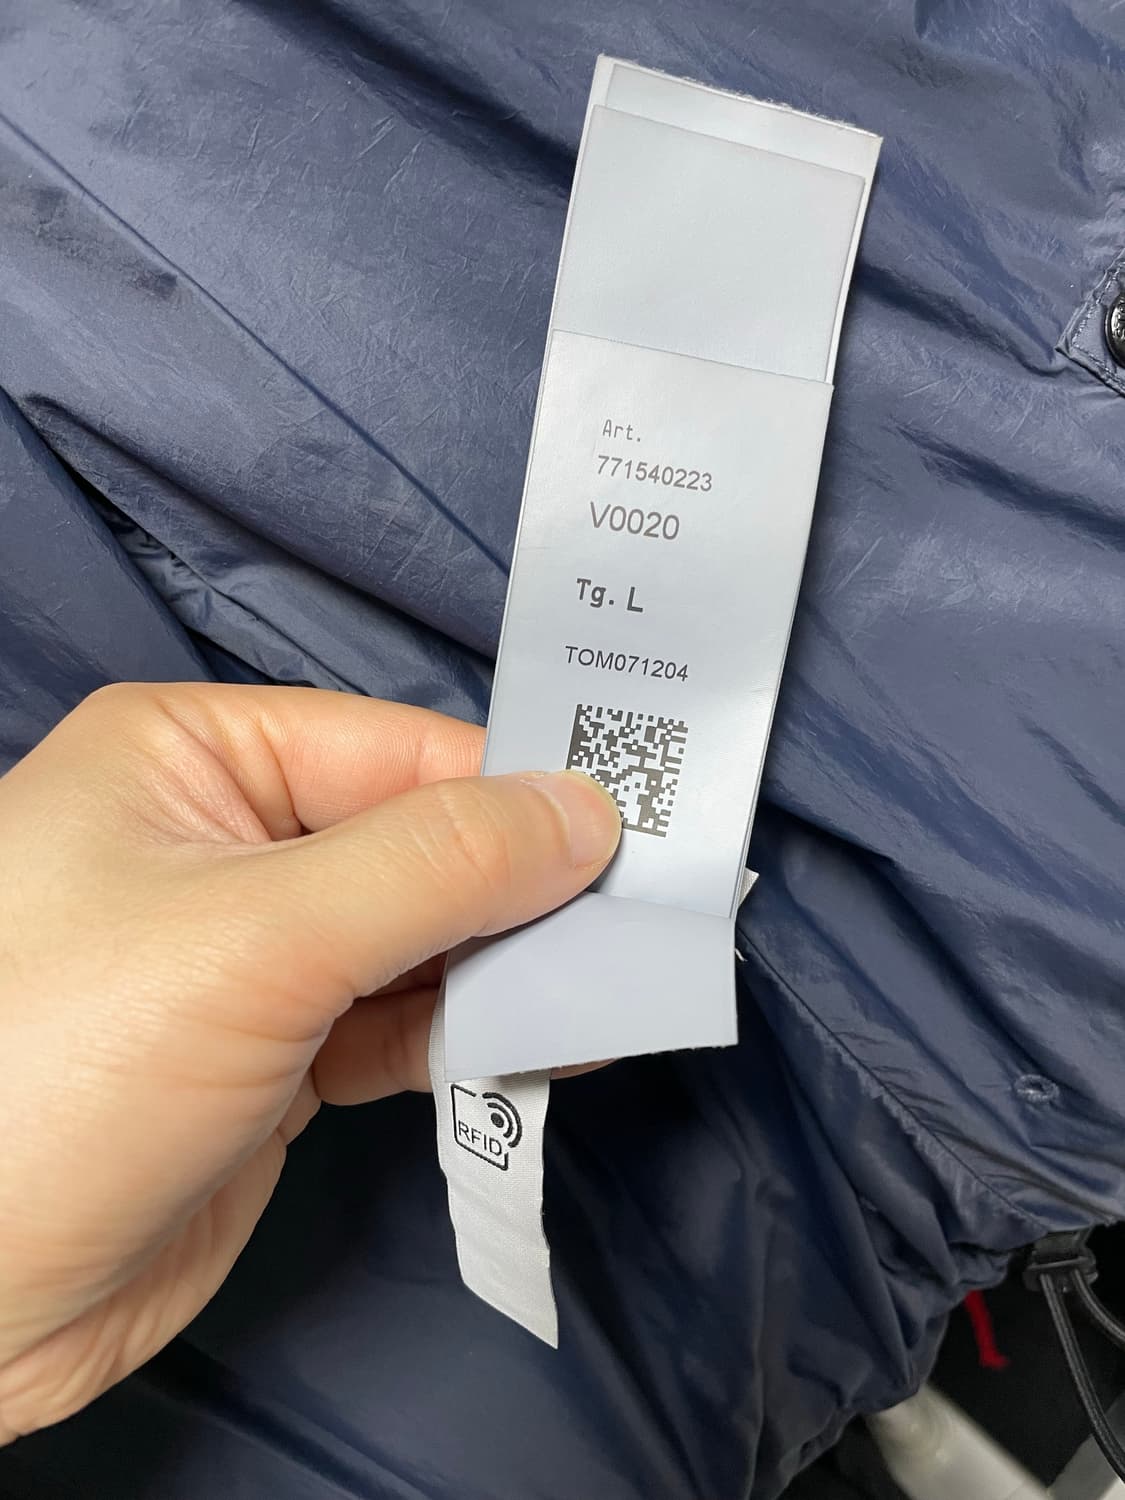 Art.
771540223
V0020
Tg. L
TOM071204
RFID